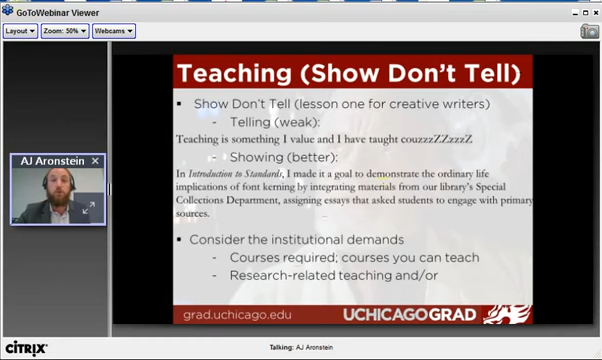 GoToWebinar Viewer
Layout
Zoom: 50%
Webcams
AJ Aronstein
Teaching (Show Don't Tell)
▪ Show Don't Tell (lesson one for creative writers)
- Telling (weak):
Teaching is something I value and I have taught couzzzZZzzzZ
- Showing (better):
In Introduction to Standards, I made it a goal to demonstrate the ordinary life
implications of font kerning by integrating materials from our library's Special
Collections Department, assigning essays that asked students to engage with primary
sources.
▪ Consider the institutional demands
- Courses required; courses you can teach
- Research-related teaching and/or
grad.uchicago.edu
UCHICAGOGRAD
CITRIX
Talking: AJ Aronstein